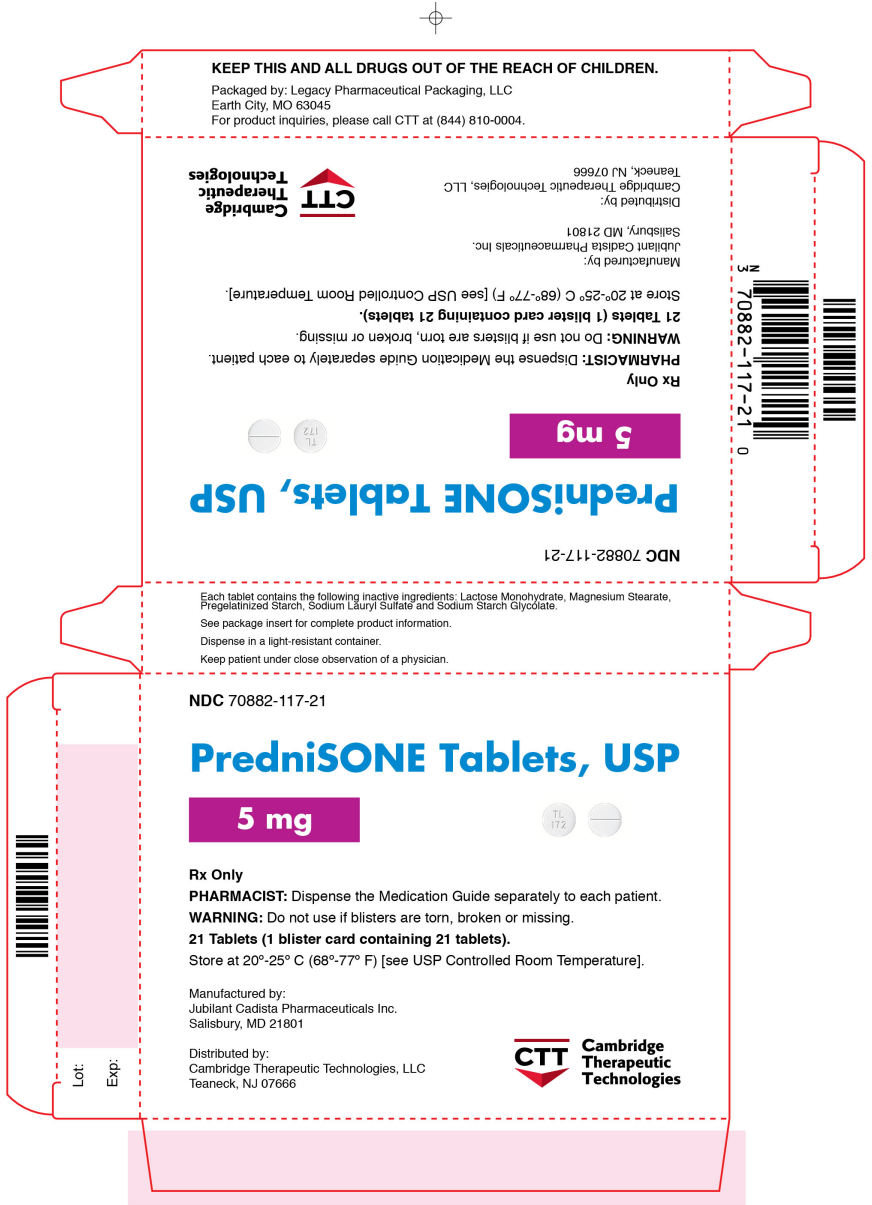 KEEP THIS AND ALL DRUGS OUT OF THE REACH OF CHILDREN.
Packaged by: Legacy Pharmaceutical Packaging, LLC
Earth City, MO 63045
For product inquiries, please call CTT at (844) 810-0004.
NDC 70882-117-21
PredniSONE Tablets, USP
5 mg
TL
172
Rx Only
PHARMACIST: Dispense the Medication Guide separately to each patient.
WARNING: Do not use if blisters are torn, broken or missing.
21 Tablets (1 blister card containing 21 tablets).
Store at 20º-25º C (68º-77º F) [see USP Controlled Room Temperature].
Manufactured by:
Jubilant Cadista Pharmaceuticals Inc.
Salisbury, MD 21801
Distributed by:
Cambridge Therapeutic Technologies, LLC
Teaneck, NJ 07666
CTT
Cambridge
Therapeutic
Technologies
N
3 70882-117-21 0
Each tablet contains the following inactive ingredients: Lactose Monohydrate, Magnesium Stearate,
Pregelatinized Starch, Sodium Lauryl Sulfate and Sodium Starch Glycolate.
See package insert for complete product information.
Dispense in a light-resistant container.
Keep patient under close observation of a physician.
NDC 70882-117-21
PredniSONE Tablets, USP
5 mg
TL
172
Rx Only
PHARMACIST: Dispense the Medication Guide separately to each patient.
WARNING: Do not use if blisters are torn, broken or missing.
21 Tablets (1 blister card containing 21 tablets).
Store at 20º-25º C (68º-77º F) [see USP Controlled Room Temperature].
Manufactured by:
Jubilant Cadista Pharmaceuticals Inc.
Salisbury, MD 21801
Distributed by:
Cambridge Therapeutic Technologies, LLC
Teaneck, NJ 07666
CTT
Cambridge
Therapeutic
Technologies
Lot:
Exp: